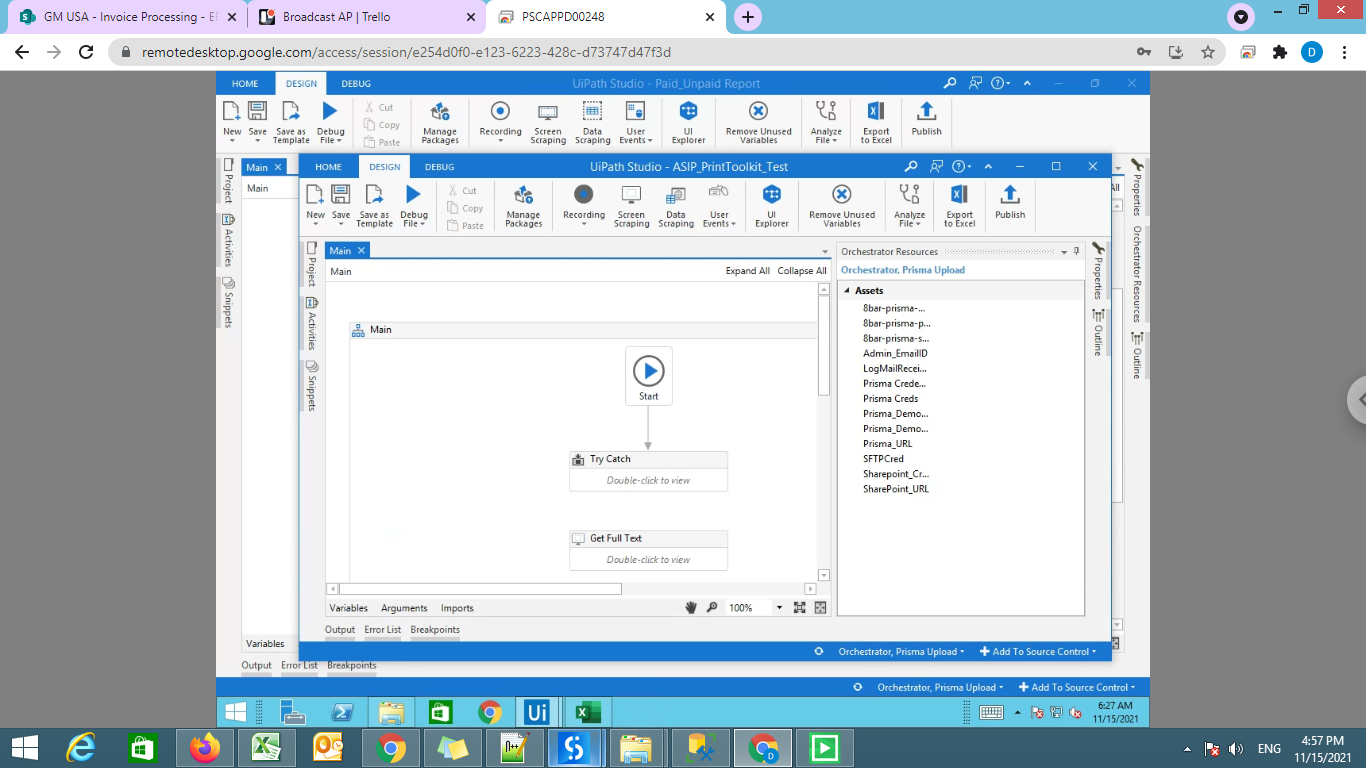 GM USA - Invoice Processing - EF
Broadcast AP | Trello
PSCAPPD00248
remotedesktop.google.com/access/session/e254d0f0-e123-6223-428c-d73747d47f3d
D
HOME DESIGN DEBUG UiPath Studio - Paid_Unpaid Report
New Save Save as Template Debug File Cut Copy Paste Manage Packages Recording Screen Scraping Data Scraping User Events UI Explorer Remove Unused Variables Analyze File Export to Excel Publish
Main
Main
Project
Activities
Snippets
All
Properties
Orchestrator Resources
Outline
HOME DESIGN DEBUG UiPath Studio - ASIP_PrintToolkit_Test
New Save Save as Template Debug File Cut Copy Paste Manage Packages Recording Screen Scraping Data Scraping User Events UI Explorer Remove Unused Variables Analyze File Export to Excel Publish
Project
Activities
Snippets
Main
Main Expand All Collapse All
Main
Start
Try Catch
Double-click to view
Get Full Text
Double-click to view
Variables Arguments Imports 100%
Output Error List Breakpoints
Orchestrator Resources
Orchestrator, Prisma Upload
Assets
8bar-prisma-...
8bar-prisma-p...
8bar-prisma-s...
Admin_EmailID
LogMailRecei...
Prisma Crede...
Prisma Creds
Prisma_Demo...
Prisma_Demo...
Prisma_URL
SFTPCred
Sharepoint_Cr...
SharePoint_URL
Properties
Outline
Orchestrator, Prisma Upload Add To Source Control
Variables
Output Error List Breakpoints
Orchestrator, Prisma Upload Add To Source Control
Ui
6:27 AM
11/15/2021
ENG
4:57 PM
11/15/2021